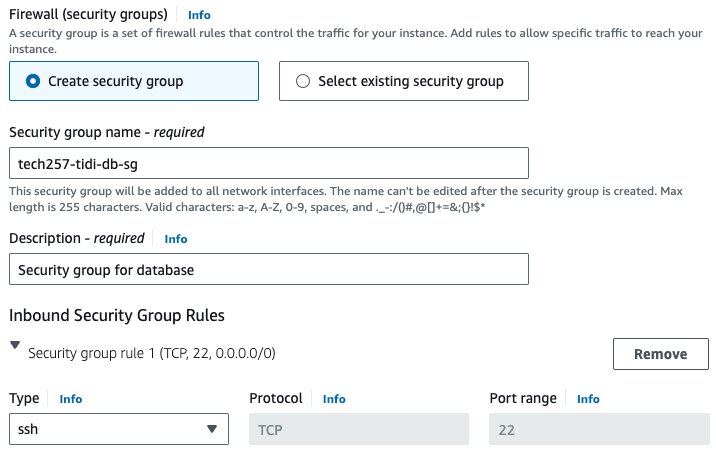 Firewall (security groups) Info
A security group is a set of firewall rules that control the traffic for your instance. Add rules to allow specific traffic to reach your
instance.
Create security group Select existing security group
Security group name - required
tech257-tidi-db-sg
This security group will be added to all network interfaces. The name can't be edited after the security group is created. Max
length is 255 characters. Valid characters: a-z, A-Z, 0-9, spaces, and ._-:/()#,@[]+=&;{}!$*
Description - required Info
Security group for database
Inbound Security Group Rules
Security group rule 1 (TCP, 22, 0.0.0.0/0) Remove
Type Info Protocol Info Port range Info
ssh TCP 22